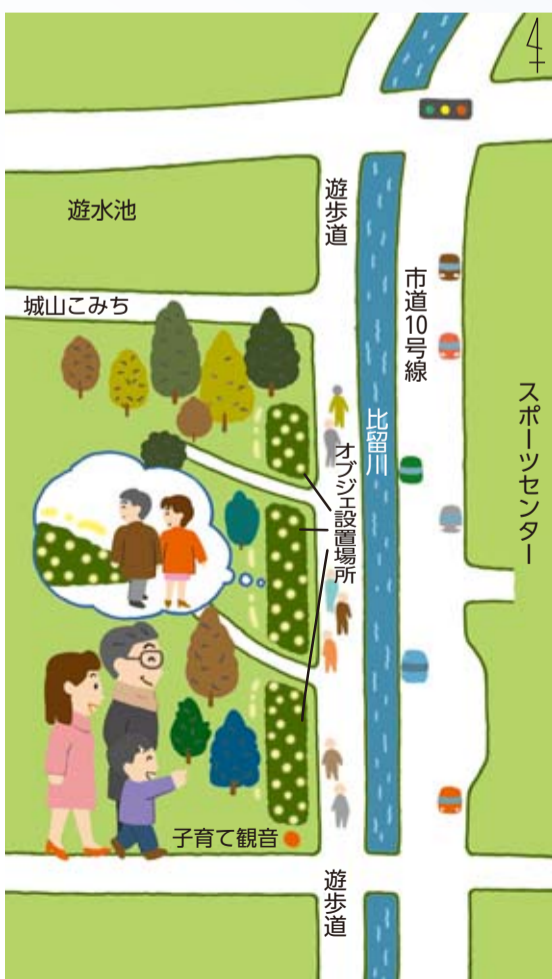 遊水池
遊歩道
市道10号線
城山こみち
スポーツセンター
比留川
オブジェ設置場所
子育て観音
遊歩道